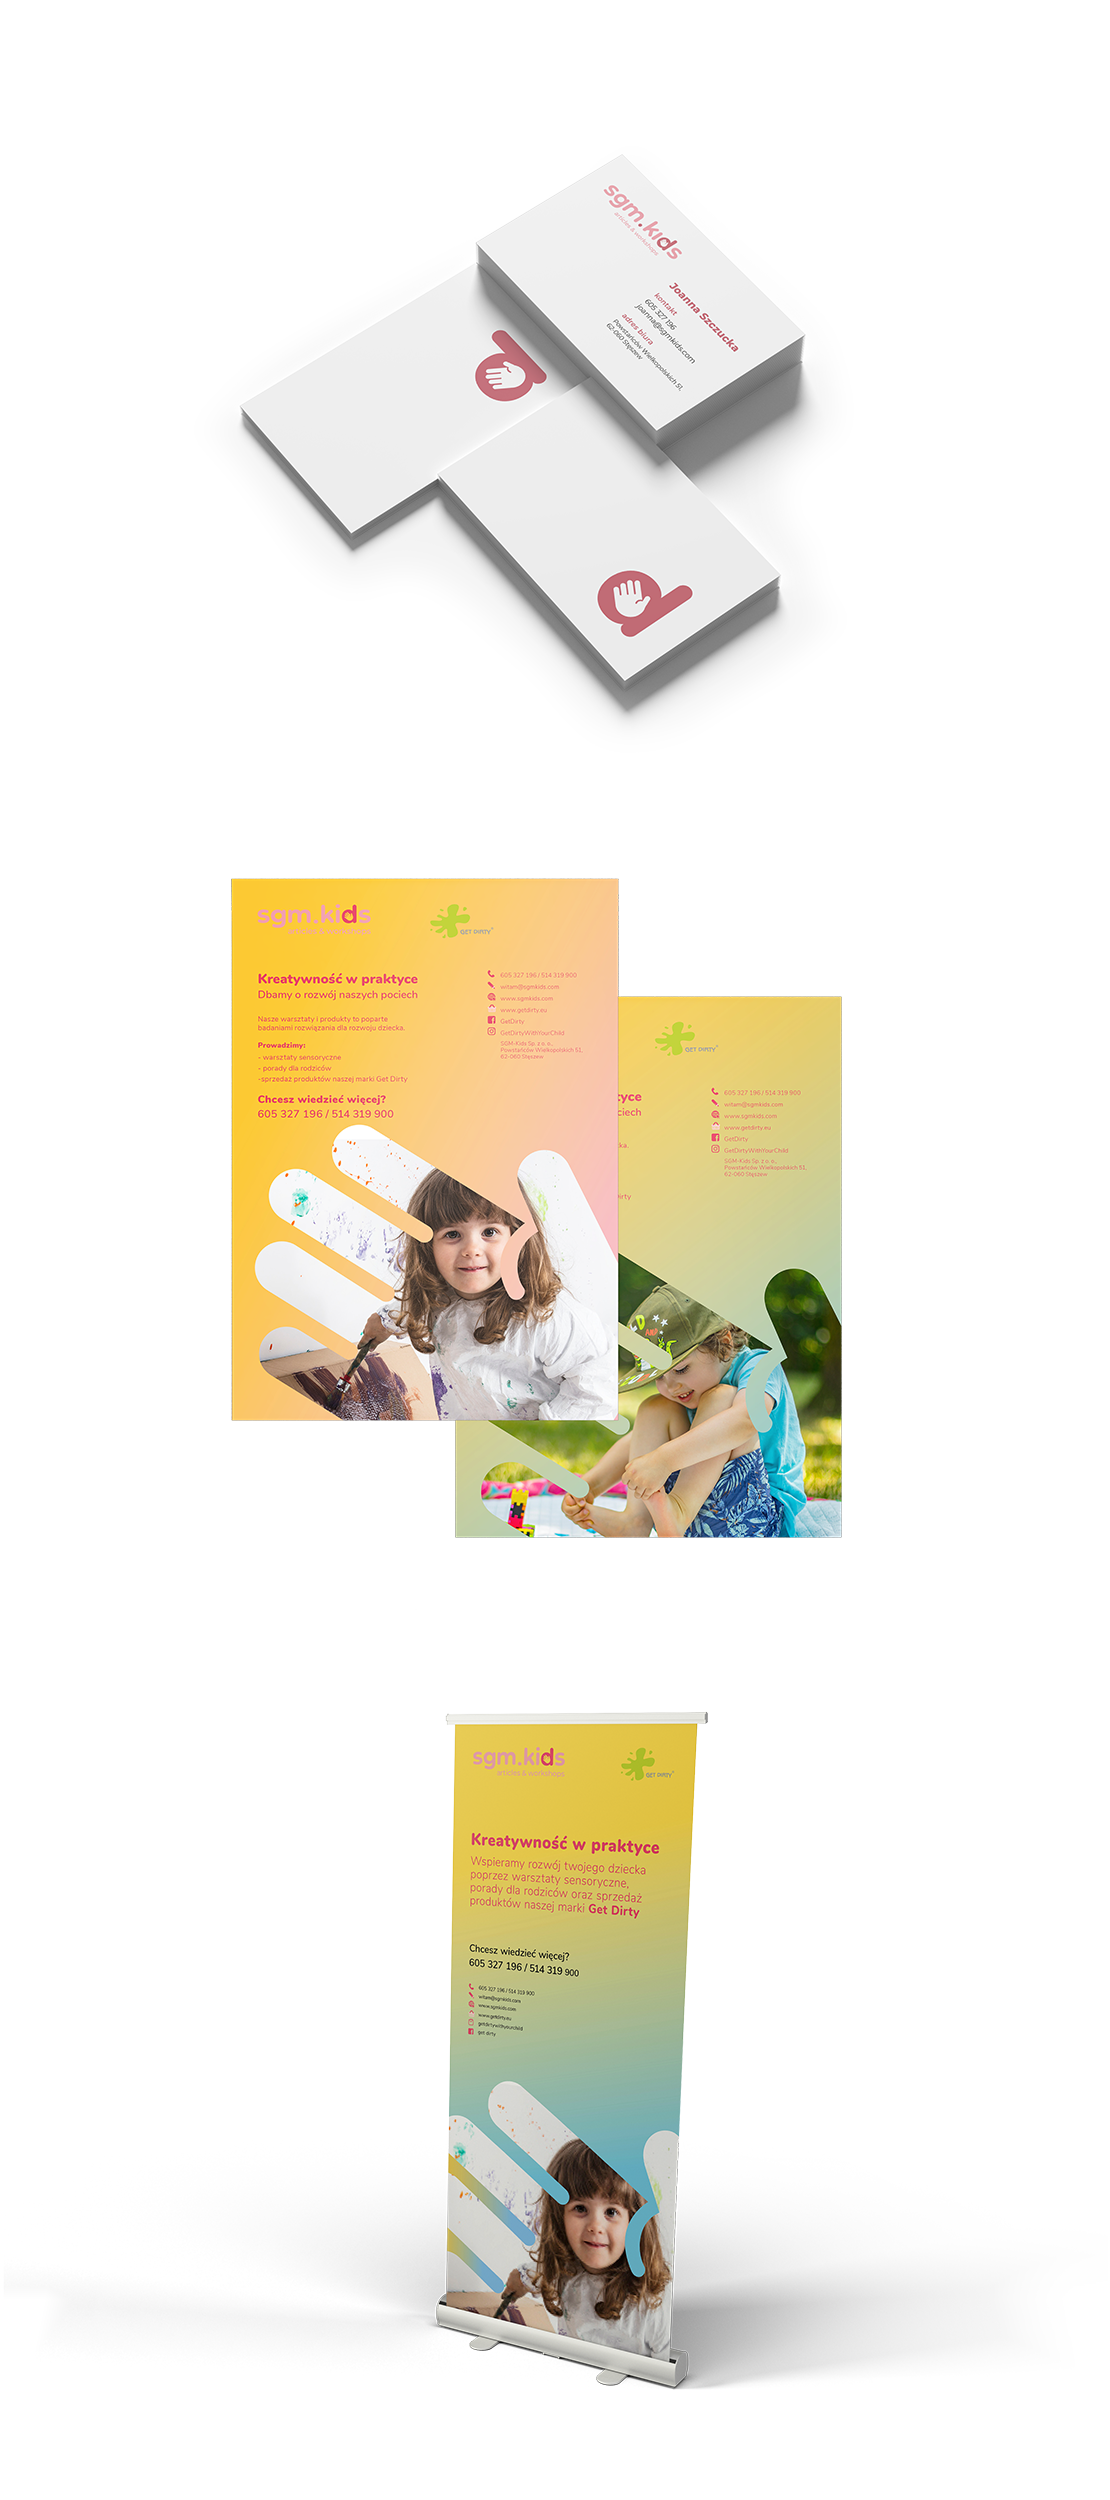 sgm.kids
articles & workshops
Joanna Szczucka
kontakt
605 327 196
joanna@sgmkids.com
adres biura
Powstańców Wielkopolskich 51,
62-060 Stęszew
sgm.kids
articles & workshops
GET DIRTY™
Kreatywność w praktyce
Dbamy o rozwój naszych pociech
Nasze warsztaty i produkty to poparte
badaniami rozwiązania dla rozwoju dziecka.
Prowadzimy:
- warsztaty sensoryczne
- porady dla rodziców
-sprzedaż produktów naszej marki Get Dirty
Chcesz wiedzieć więcej?
605 327 196 / 514 319 900
605 327 196 / 514 319 900
witam@sgmkids.com
www.sgmkids.com
www.getdirty.eu
GetDirty
GetDirtyWithYourChild
SGM-Kids Sp. z o. o.,
Powstańców Wielkopolskich 51,
62-060 Stęszew
GET DIRTY™
tyce
ciech
ka.
irty
605 327 196 / 514 319 900
witam@sgmkids.com
www.sgmkids.com
www.getdirty.eu
GetDirty
GetDirtyWithYourChild
SGM-Kids Sp. z o. o.,
Powstańców Wielkopolskich 51,
62-060 Stęszew
sgm.kids
articles & workshops
GET DIRTY™
Kreatywność w praktyce
Wspieramy rozwój twojego dziecka
poprzez warsztaty sensoryczne,
porady dla rodziców oraz sprzedaż
produktów naszej marki Get Dirty
Chcesz wiedzieć więcej?
605 327 196 / 514 319 900
605 327 196 / 514 319 900
witam@sgmkids.com
www.sgmkids.com
www.getdirty.eu
getdirtywithyourchild
get dirty